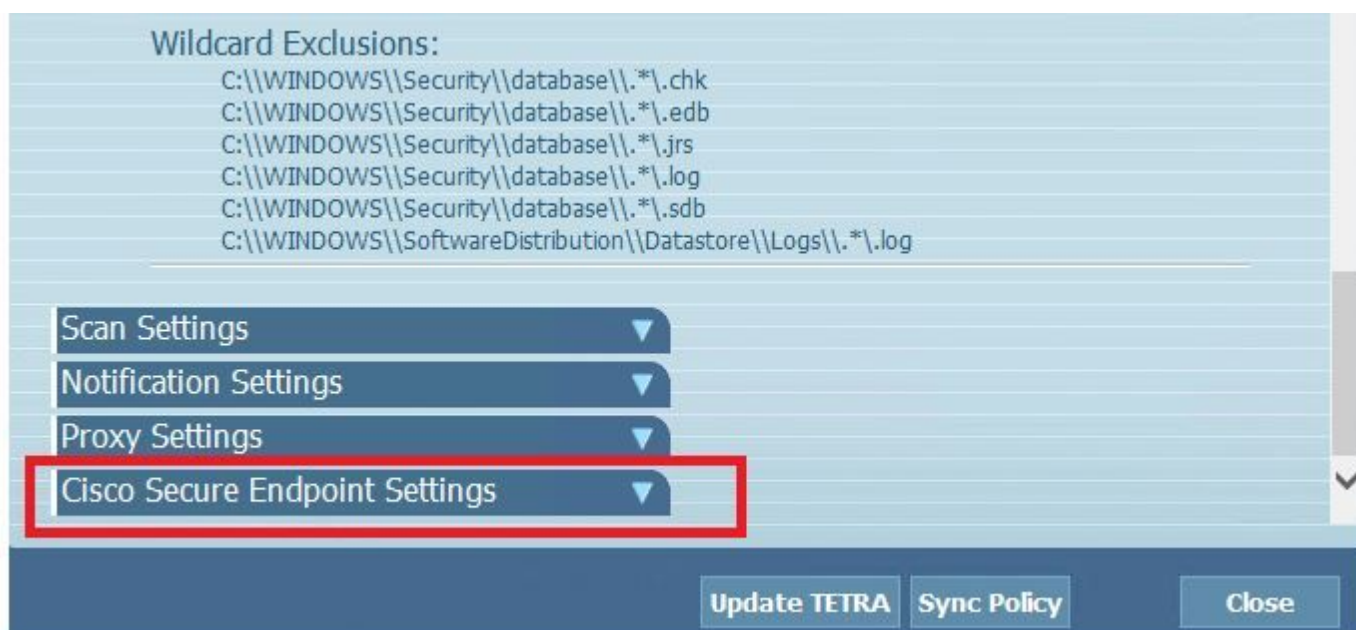 Wildcard Exclusions:
C:\\WINDOWS\\Security\\database\\.*\.chk
C:\\WINDOWS\\Security\\database\\.*\.edb
C:\\WINDOWS\\Security\\database\\.*\.jrs
C:\\WINDOWS\\Security\\database\\.*\.log
C:\\WINDOWS\\Security\\database\\.*\.sdb
C:\\WINDOWS\\SoftwareDistribution\\Datastore\\Logs\\.*\.log
Scan Settings
Notification Settings
Proxy Settings
Cisco Secure Endpoint Settings
Update TETRA Sync Policy Close